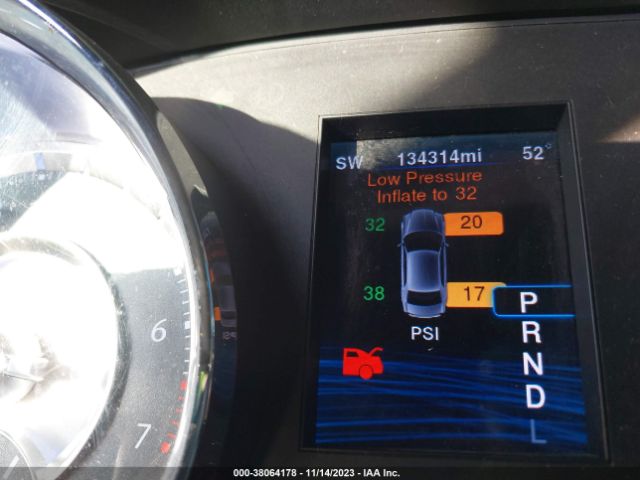 SW 134314mi 52°
Low Pressure
Inflate to 32
32 20
38 17
PSI
P
R
N
D
L
6
7
000-38064178 - 11/14/2023 - IAA Inc.